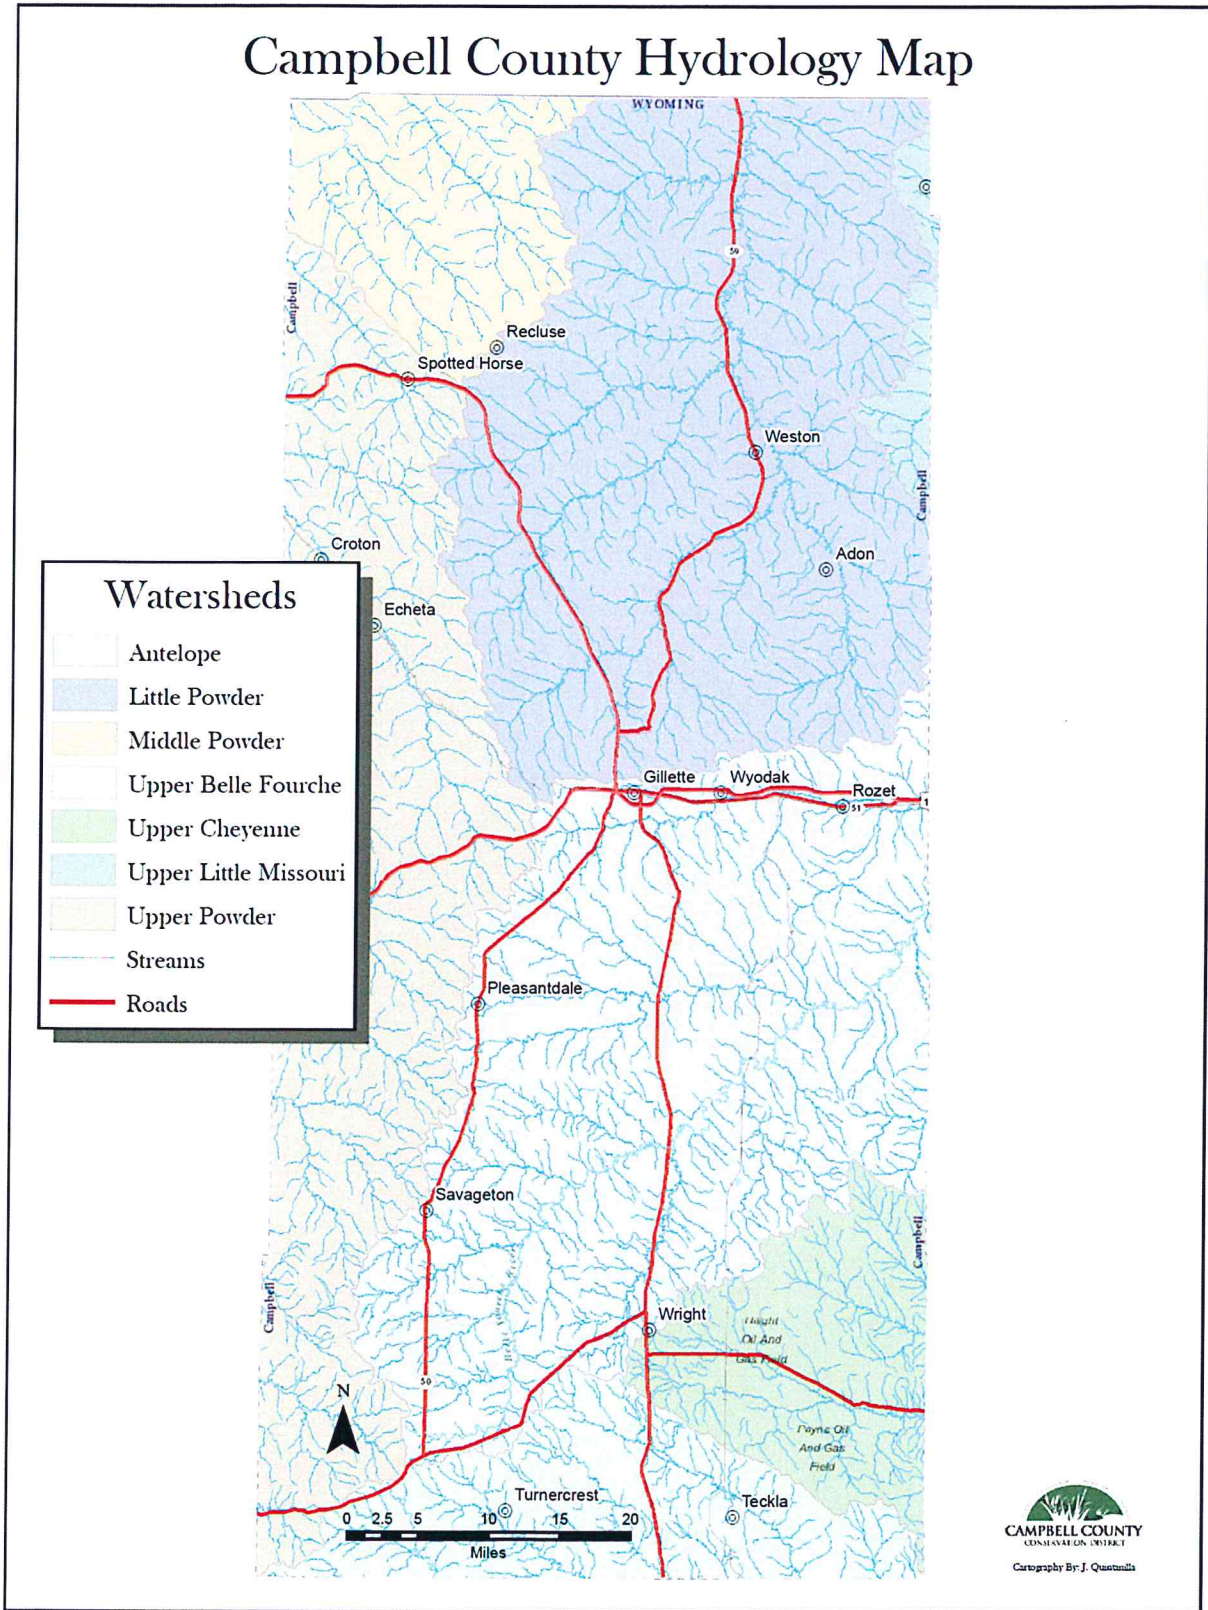 Campbell County Hydrology Map
WYOMING
59
Campbell
Recluse
Spotted Horse
Weston
Campbell
Croton
Adon
Watersheds
Antelope
Little Powder
Middle Powder
Upper Belle Fourche
Upper Cheyenne
Upper Little Missouri
Upper Powder
Streams
Roads
Echeta
Gillette
Wyodak
Rozet
51
Pleasantdale
Savageton
Campbell
Campbell
Wright
Oil And
Gas Field
50
N
Payne Oil
And Gas
Field
Turnercrest
Teckla
0 2.5 5 10 15 20
Miles
CAMPBELL COUNTY
CONSERVATION DISTRICT
Cartography By: J. Quintanilla